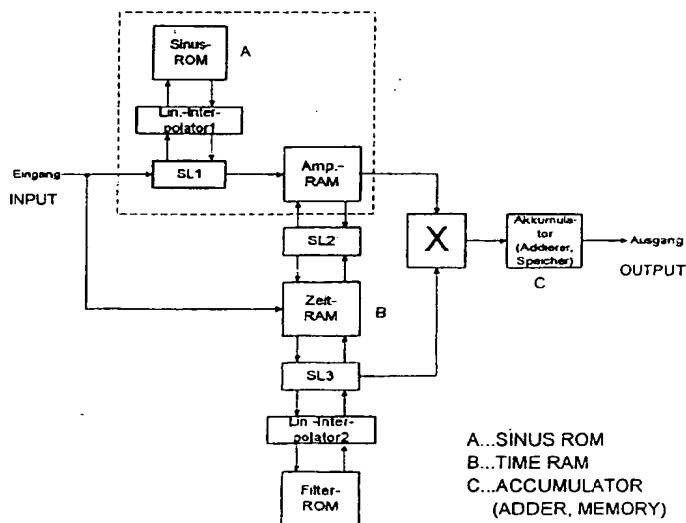 Sinus-
ROM
A
Lin.-Inter-
polator1
Eingang
INPUT
SL1
Amp.-
RAM
SL2
X
Akkumula-
tor
(Addierer,
Speicher)
C
Ausgang
OUTPUT
Zeit-
RAM
B
SL3
Lin.-Inter-
polator2
Filter-
ROM
A...SINUS ROM
B...TIME RAM
C...ACCUMULATOR
(ADDER, MEMORY)